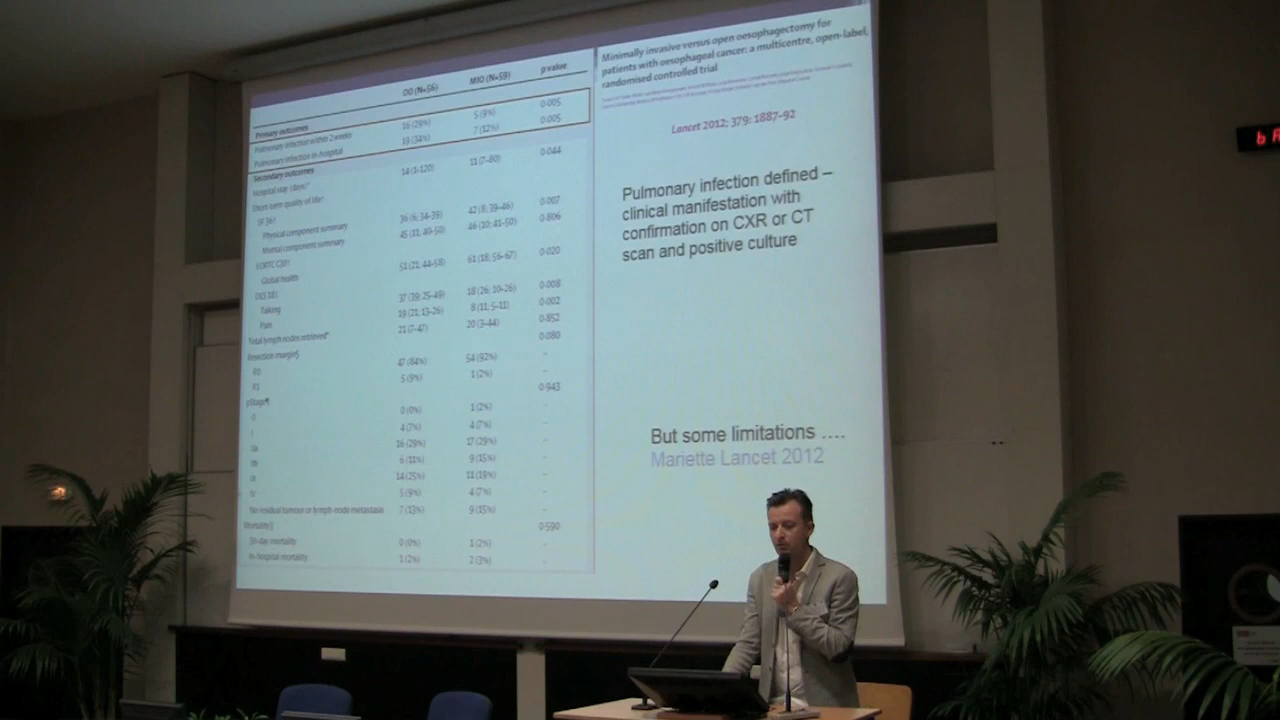 OO (N=56) MIO (N=59) p value
Primary outcomes
Pulmonary infection within 2 weeks 16 (29%) 5 (9%) 0·005
Pulmonary infection in-hospital 19 (34%) 7 (12%) 0·005
Secondary outcomes
Hospital stay (days)* 14 (1–120) 11 (7–80) 0·044
Short-term quality of life†
SF 36‡
Physical component summary 36 (6; 34–39) 42 (8; 39–46) 0·007
Mental component summary 45 (11; 40–50) 46 (10; 41–50) 0·806
EORTC C30‡
Global health 51 (21; 44–58) 61 (18; 56–67) 0·020
OES 18‡
Talking 37 (39; 25–49) 18 (26; 10–26) 0·008
Pain 19 (21; 13–26) 8 (11; 5–11) 0·002
Total lymph nodes retrieved* 21 (7–47) 20 (3–44) 0·852
Resection margin§ 0·080
R0 47 (84%) 54 (92%) ··
R1 5 (9%) 1 (2%) ··
pStage¶ 0·943
0 0 (0%) 1 (2%) ··
I 4 (7%) 4 (7%) ··
IIa 16 (29%) 17 (29%) ··
IIb 6 (11%) 9 (15%) ··
III 14 (25%) 11 (19%) ··
IV 5 (9%) 4 (7%) ··
No residual tumour or lymph-node metastasis 7 (13%) 9 (15%) ··
Mortality|| 0·590
30-day mortality 0 (0%) 1 (2%) ··
In-hospital mortality 1 (2%) 2 (3%) ··
Minimally invasive versus open oesophagectomy for
patients with oesophageal cancer: a multicentre, open-label,
randomised controlled trial
Lancet 2012; 379: 1887–92
Pulmonary infection defined –
clinical manifestation with
confirmation on CXR or CT
scan and positive culture
But some limitations ….
Mariette Lancet 2012